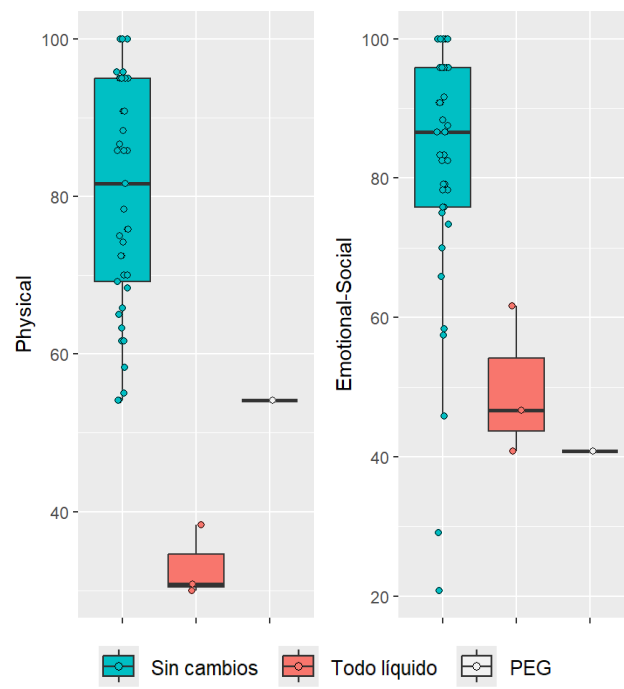 100
80
60
40
Physical
100
80
60
40
20
Emotional-Social
Sin cambios
Todo líquido
PEG